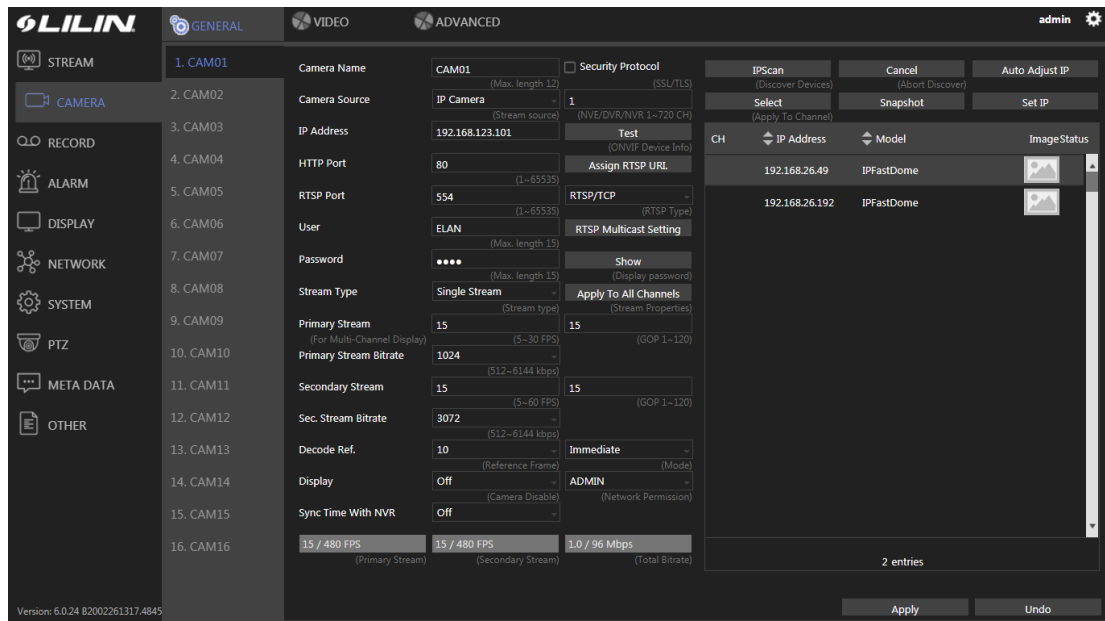 LILIN
GENERAL
VIDEO
ADVANCED
admin
STREAM
CAMERA
RECORD
ALARM
DISPLAY
NETWORK
SYSTEM
PTZ
META DATA
OTHER
Version: 6.0.24 B2002261317.4845
1. CAM01
2. CAM02
3. CAM03
4. CAM04
5. CAM05
6. CAM06
7. CAM07
8. CAM08
9. CAM09
10. CAM10
11. CAM11
12. CAM12
13. CAM13
14. CAM14
15. CAM15
16. CAM16
Camera Name CAM01 Security Protocol
(Max. length 12) (SSL/TLS)
Camera Source IP Camera 1
(Stream source) (NVE/DVR/NVR 1~720 CH)
IP Address 192.168.123.101 Test
(ONVIF Device Info)
HTTP Port 80 Assign RTSP URL
(1~65535)
RTSP Port 554 RTSP/TCP
(1~65535) (RTSP Type)
User ELAN RTSP Multicast Setting
(Max. length 15)
Password •••• Show
(Max. length 15) (Display password)
Stream Type Single Stream Apply To All Channels
(Stream type) (Stream Properties)
Primary Stream 15 15
(For Multi-Channel Display) (5~30 FPS) (GOP 1~120)
Primary Stream Bitrate 1024
(512~6144 kbps)
Secondary Stream 15 15
(5~60 FPS) (GOP 1~120)
Sec. Stream Bitrate 3072
(512~6144 kbps)
Decode Ref. 10 Immediate
(Reference Frame) (Mode)
Display Off ADMIN
(Camera Disable) (Network Permission)
Sync Time With NVR Off
15 / 480 FPS 15 / 480 FPS 1.0 / 96 Mbps
(Primary Stream) (Secondary Stream) (Total Bitrate)
IPScan Cancel Auto Adjust IP
(Discover Devices) (Abort Discover)
Select Snapshot Set IP
(Apply To Channel)
CH IP Address Model ImageStatus
192.168.26.49 IPFastDome
192.168.26.192 IPFastDome
2 entries
Apply Undo